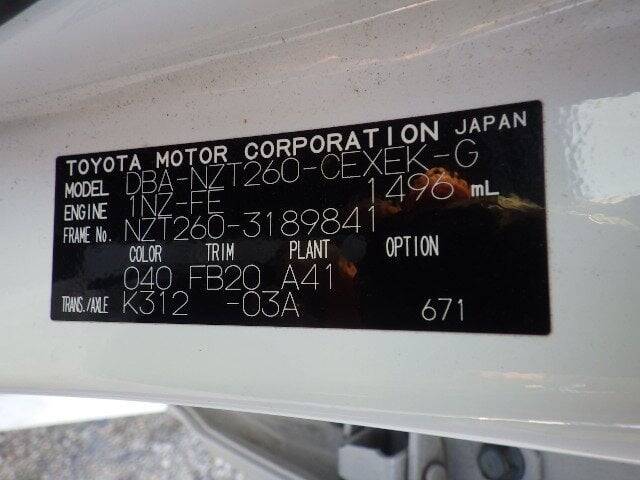 TOYOTA MOTOR CORPORATION JAPAN
MODEL DBA-NZT260-CEXEK-G
ENGINE 1NZ-FE 1496 mL
FRAME No. NZT260-3189841
COLOR TRIM PLANT OPTION
040 FB20 A41
TRANS./AXLE K312 -03A
671